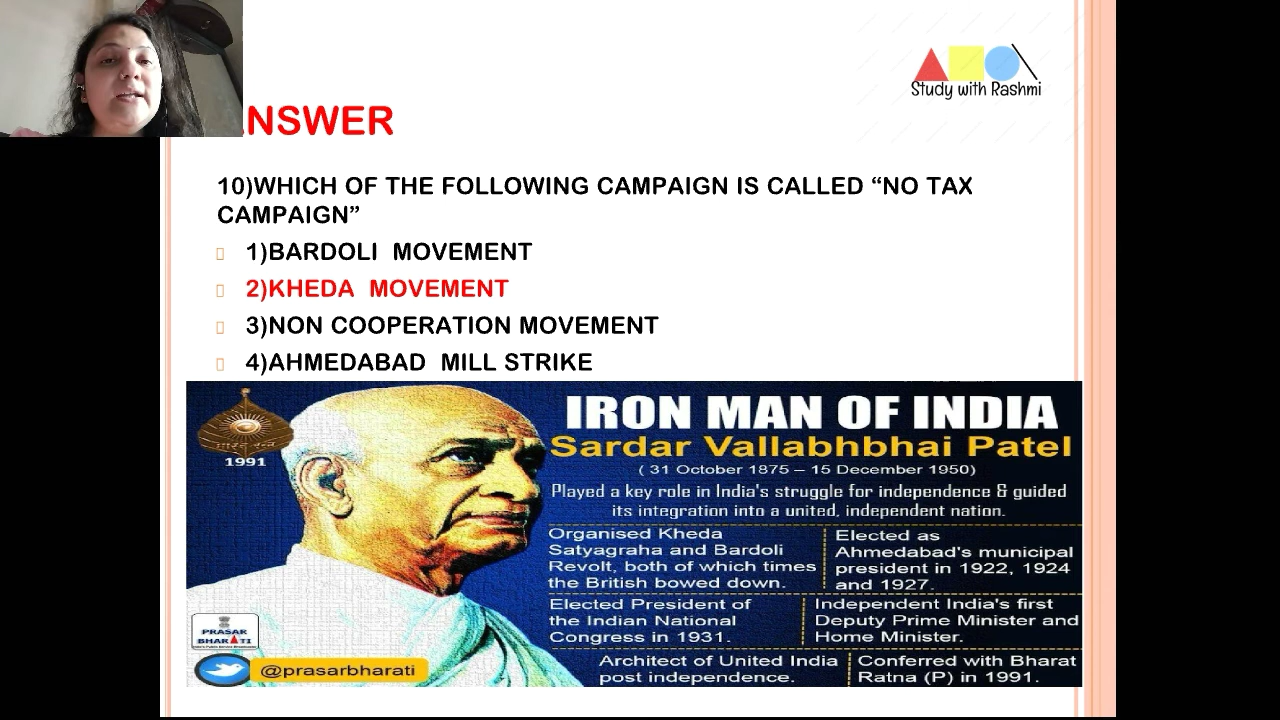 Study with Rashmi
NSWER
10)WHICH OF THE FOLLOWING CAMPAIGN IS CALLED “NO TAX
CAMPAIGN”
1)BARDOLI MOVEMENT
2)KHEDA MOVEMENT
3)NON COOPERATION MOVEMENT
4)AHMEDABAD MILL STRIKE
भारत रत्न
1991
IRON MAN OF INDIA
Sardar Vallabhbhai Patel
( 31 October 1875 – 15 December 1950)
Played a key role in India's struggle for independence & guided
its integration into a united, independent nation.
Organised Kheda
Satyagraha and Bardoli
Revolt, both of which times
the British bowed down.
Elected as
Ahmedabad's municipal
president in 1922, 1924
and 1927.
Elected President of
the Indian National
Congress in 1931.
Independent India's first
Deputy Prime Minister and
Home Minister.
Architect of United India
post independence.
Conferred with Bharat
Ratna (P) in 1991.
PRASAR
BHARATI
@prasarbharati